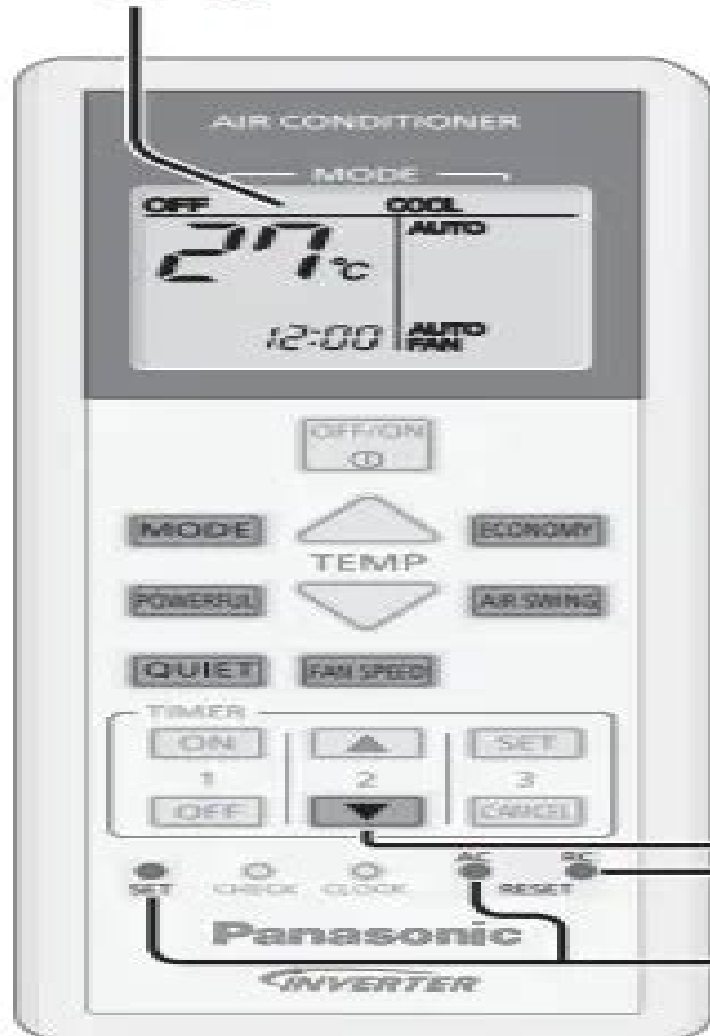 AIR CONDITIONER
MODE
OFF COOL
27°C AUTO
12:00 AUTO
FAN
OFF/ON
MODE ECONOMY
TEMP
POWERFUL AIR SWING
QUIET FAN SPEED
TIMER
ON ▲ SET
1 2 3
OFF ▼ CANCEL
AC RC
SET CHECK CLOCK RESET
Panasonic
INVERTER